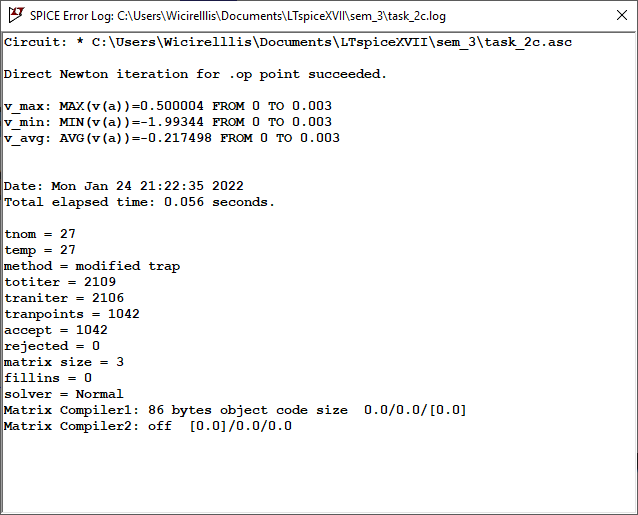 SPICE Error Log: C:\Users\Wicirelllis\Documents\LTspiceXVII\sem_3\task_2c.log
Circuit: * C:\Users\Wicirelllis\Documents\LTspiceXVII\sem_3\task_2c.asc
Direct Newton iteration for .op point succeeded.
v_max: MAX(v(a))=0.500004 FROM 0 TO 0.003
v_min: MIN(v(a))=-1.99344 FROM 0 TO 0.003
v_avg: AVG(v(a))=-0.217498 FROM 0 TO 0.003
Date: Mon Jan 24 21:22:35 2022
Total elapsed time: 0.056 seconds.
tnom = 27
temp = 27
method = modified trap
totiter = 2109
traniter = 2106
tranpoints = 1042
accept = 1042
rejected = 0
matrix size = 3
fillins = 0
solver = Normal
Matrix Compiler1: 86 bytes object code size  0.0/0.0/[0.0]
Matrix Compiler2: off  [0.0]/0.0/0.0